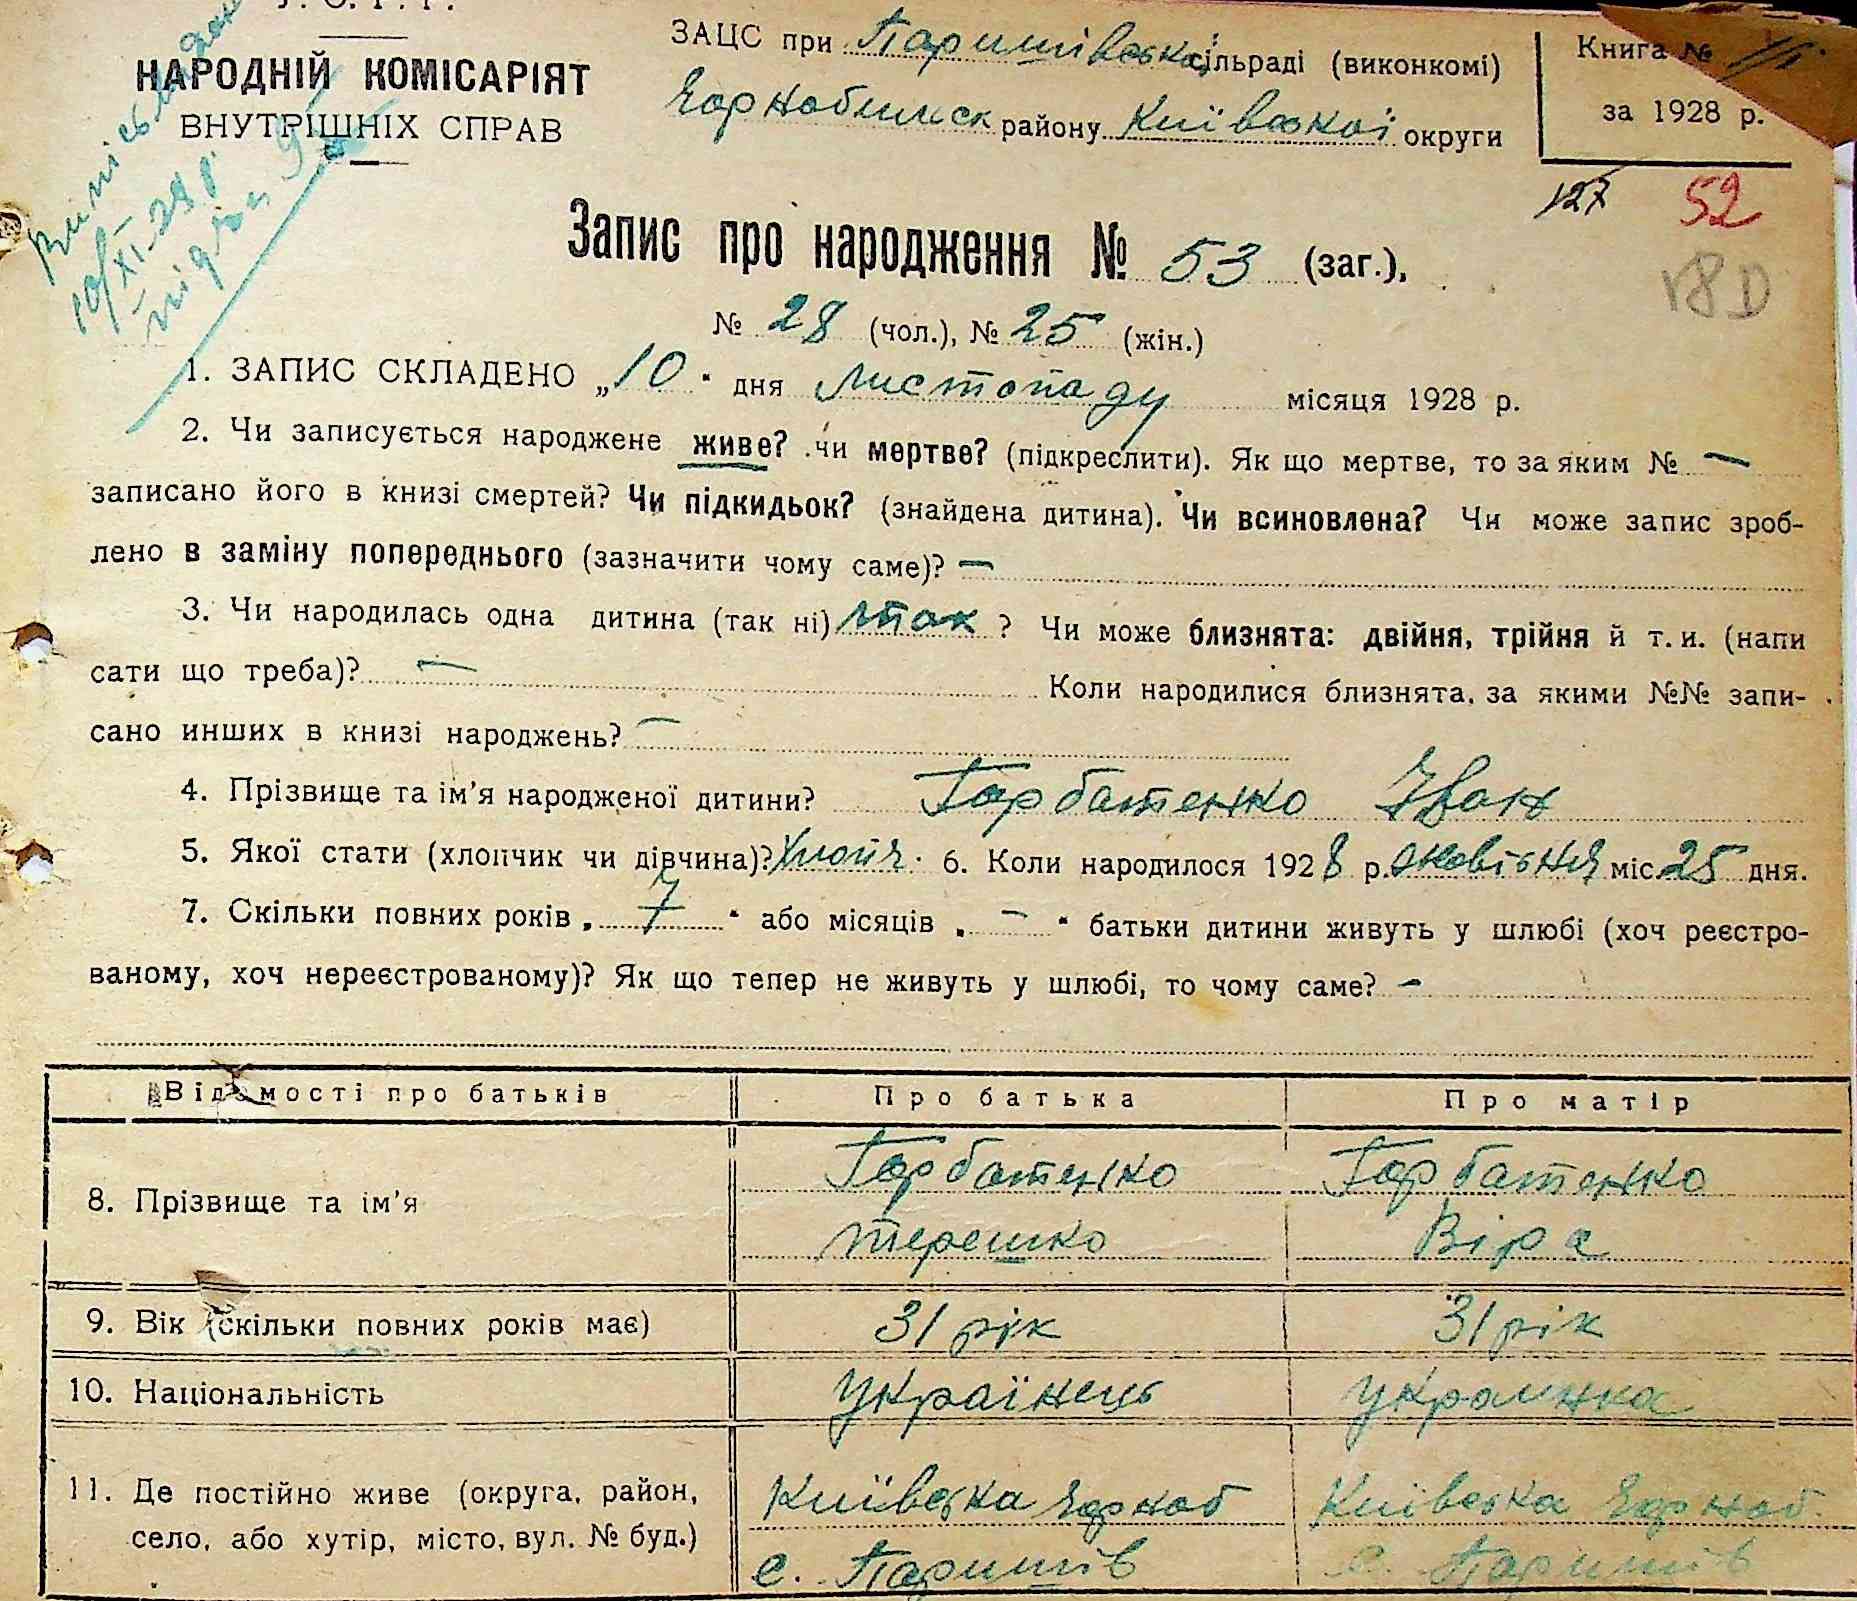 У. С. Р. Р.
НАРОДНІЙ КОМІСАРІЯТ
ВНУТРІШНІХ СПРАВ
ЗАЦС при Паришівській сільраді (виконкомі)
Чорнобильск району Київської округи
Книга №
за 1928 р.
127 52
18D
10/XI-28 р
Запис про народження № 53 (заг.),
№ 28 (чол.), № 25 (жін.)
1. ЗАПИС СКЛАДЕНО „10" дня Листопаду місяця 1928 р.
2. Чи записується народжене живе? чи мертве? (підкреслити). Як що мертве, то за яким № —
записано його в книзі смертей? Чи підкидьок? (знайдена дитина). Чи всиновлена? Чи може запис зроб-
лено в заміну попереднього (зазначити чому саме)? —
3. Чи народилась одна дитина (так ні) так ? Чи може близнята: двійня, трійня й т. и. (напи
сати що треба)? — Коли народилися близнята, за якими №№ запи-
сано инших в книзі народжень? —
4. Прізвище та ім'я народженої дитини? Горбатенко Іван
5. Якої стати (хлопчик чи дівчина)? 6. Коли народилося 1928 р. Жовтня міс. 25 дня.
7. Скільки повних років „ 7 " або місяців „ — " батьки дитини живуть у шлюбі (хоч реєстро-
ваному, хоч нереєстрованому)? Як що тепер не живуть у шлюбі, то чому саме? —
Відомості про батьків Про батька Про матір
8. Прізвище та ім'я Горбатенко Горбатенко
Терешко Віра
9. Вік (скільки повних років має) 31 рік 31 рік
10. Національність Українець Украинка
11. Де постійно живе (округа, район, Київська Чорноб Київська Чорноб.
село, або хутір, місто, вул. № буд.) с. Паришів с. Паришів